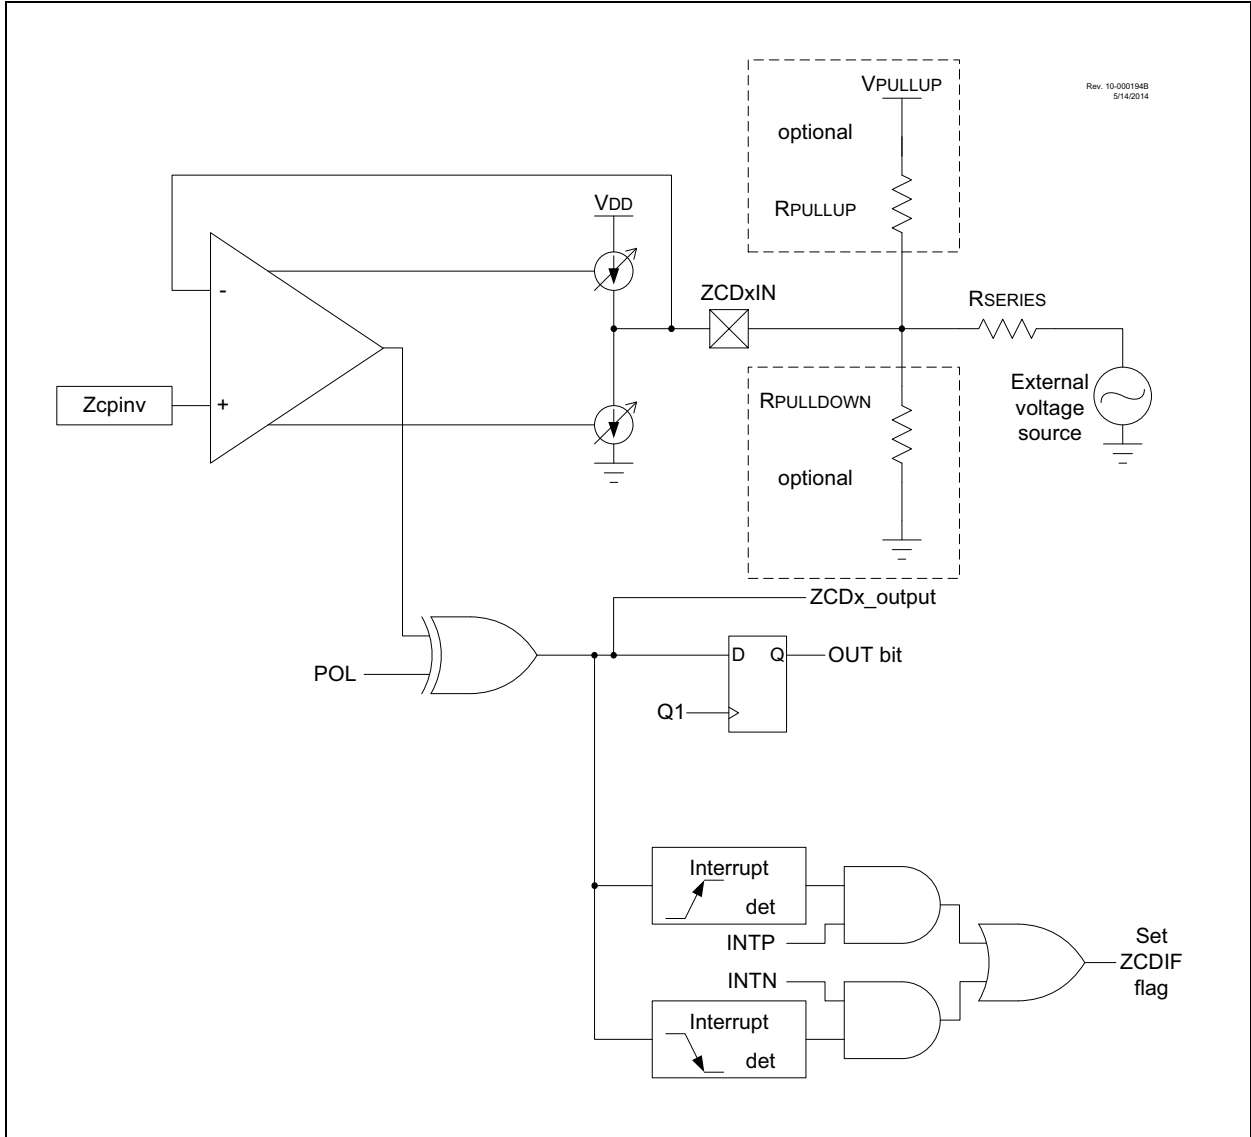 VPULLUP
Rev. 10-000194B
5/14/2014
optional
VDD
RPULLUP
ZCDxIN
RSERIES
-
Zcpinv
+
External
voltage
source
RPULLDOWN
optional
ZCDx_output
POL
D Q
OUT bit
Q1
Interrupt
det
INTP
INTN
Interrupt
det
Set
ZCDIF
flag